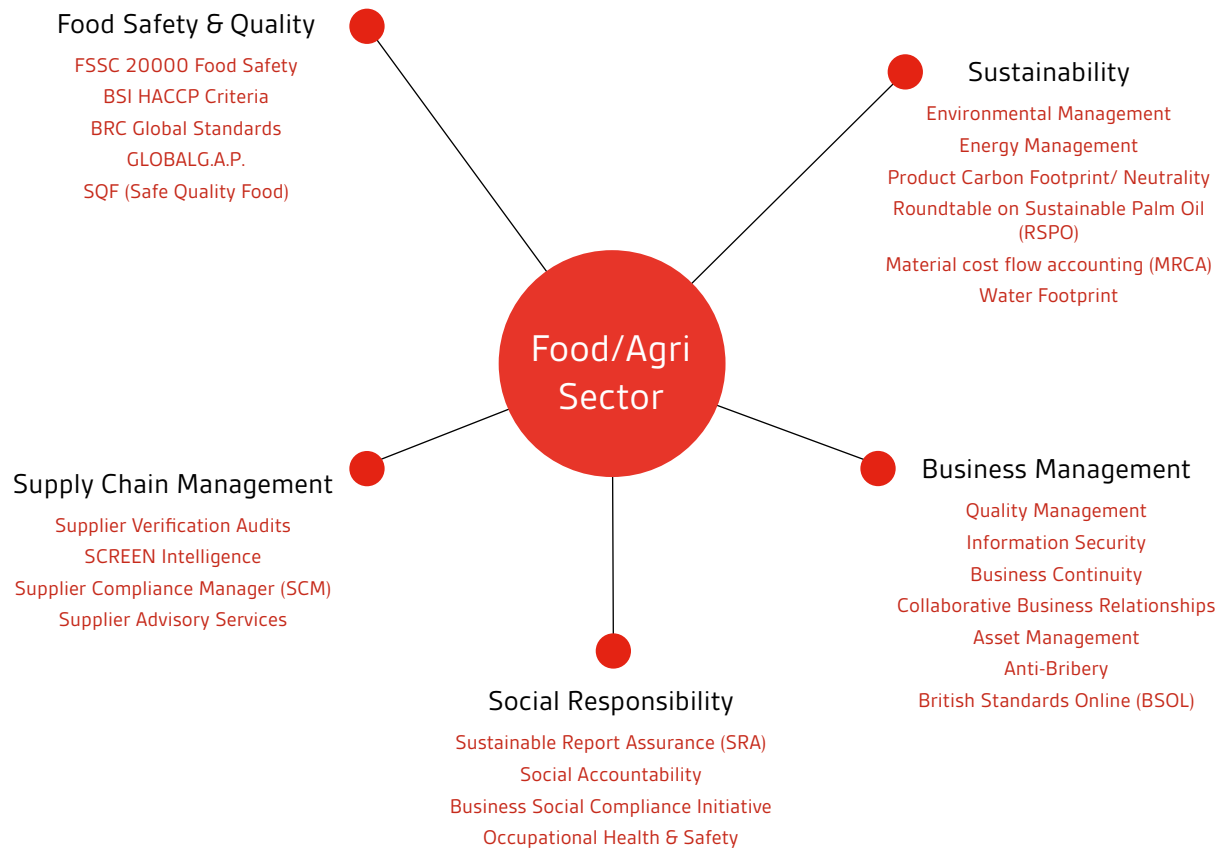 Food Safety & Quality
FSSC 20000 Food Safety
BSI HACCP Criteria
BRC Global Standards
GLOBALG.A.P.
SQF (Safe Quality Food)
Sustainability
Environmental Management
Energy Management
Product Carbon Footprint/ Neutrality
Roundtable on Sustainable Palm Oil
(RSPO)
Material cost flow accounting (MRCA)
Water Footprint
Food/Agri
Sector
Supply Chain Management
Supplier Verification Audits
SCREEN Intelligence
Supplier Compliance Manager (SCM)
Supplier Advisory Services
Business Management
Quality Management
Information Security
Business Continuity
Collaborative Business Relationships
Asset Management
Anti-Bribery
British Standards Online (BSOL)
Social Responsibility
Sustainable Report Assurance (SRA)
Social Accountability
Business Social Compliance Initiative
Occupational Health & Safety